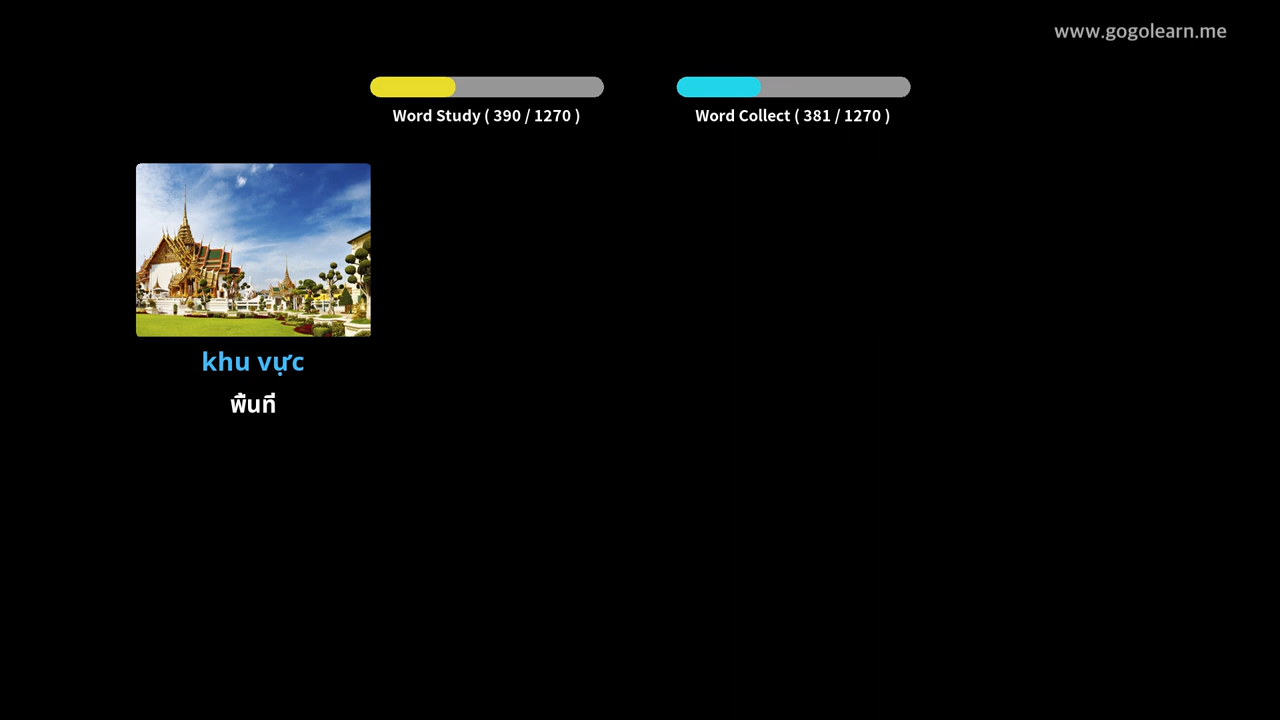 www.gogolearn.me
Word Study ( 390 / 1270 )
Word Collect ( 381 / 1270 )
khu vực
พื้นที่